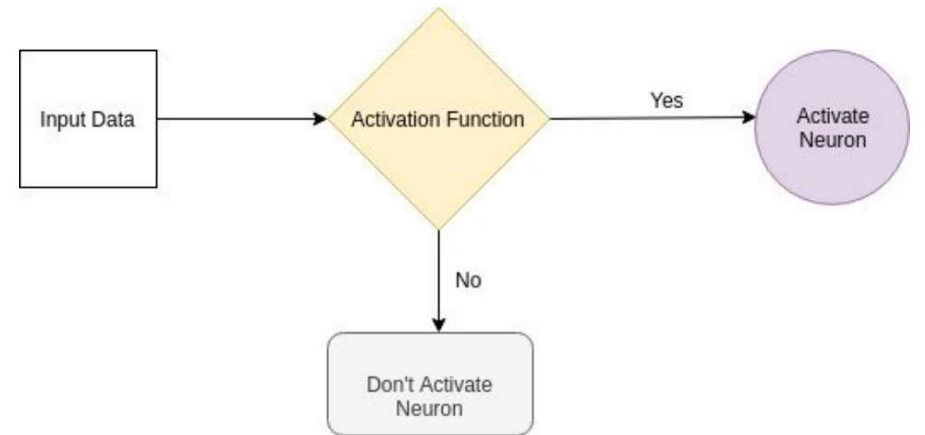 Input Data
Activation Function
Yes
Activate
Neuron
No
Don't Activate
Neuron